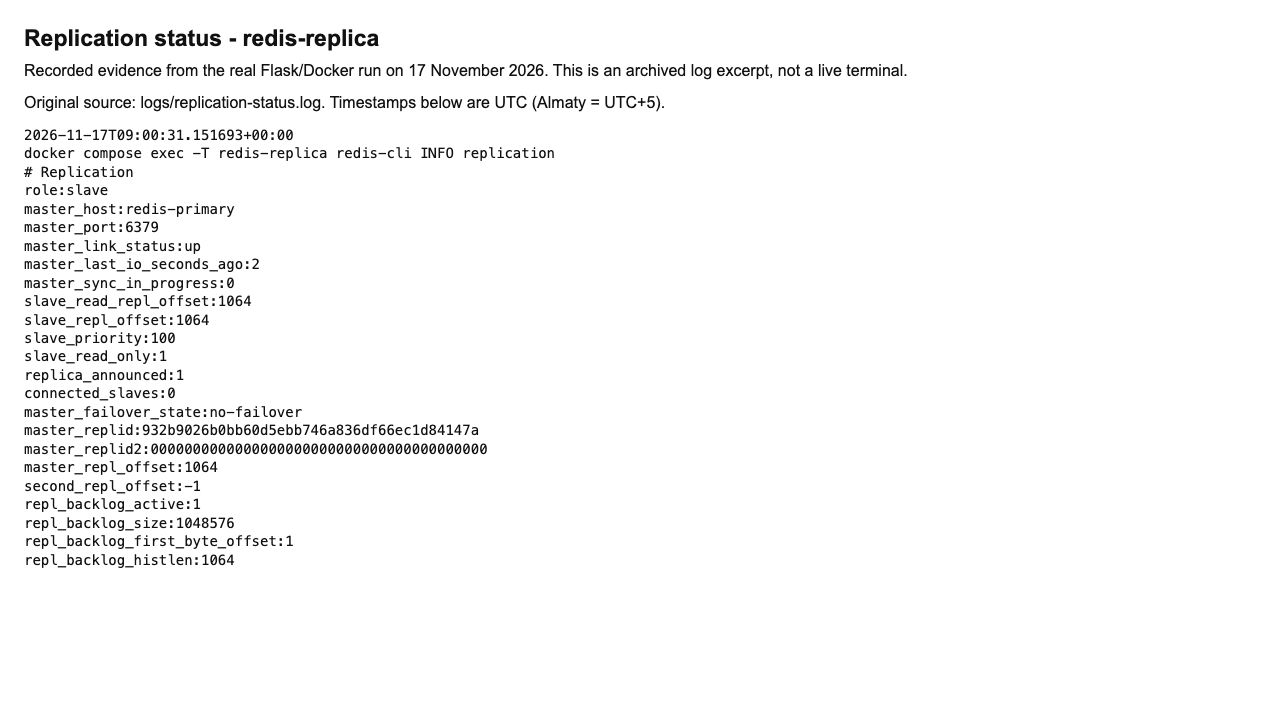 Replication status - redis-replica
Recorded evidence from the real Flask/Docker run on 17 November 2026. This is an archived log excerpt, not a live terminal.
Original source: logs/replication-status.log. Timestamps below are UTC (Almaty = UTC+5).
2026-11-17T09:00:31.151693+00:00
docker compose exec -T redis-replica redis-cli INFO replication
# Replication
role:slave
master_host:redis-primary
master_port:6379
master_link_status:up
master_last_io_seconds_ago:2
master_sync_in_progress:0
slave_read_repl_offset:1064
slave_repl_offset:1064
slave_priority:100
slave_read_only:1
replica_announced:1
connected_slaves:0
master_failover_state:no-failover
master_replid:932b9026b0bb60d5ebb746a836df66ec1d84147a
master_replid2:0000000000000000000000000000000000000000
master_repl_offset:1064
second_repl_offset:-1
repl_backlog_active:1
repl_backlog_size:1048576
repl_backlog_first_byte_offset:1
repl_backlog_histlen:1064